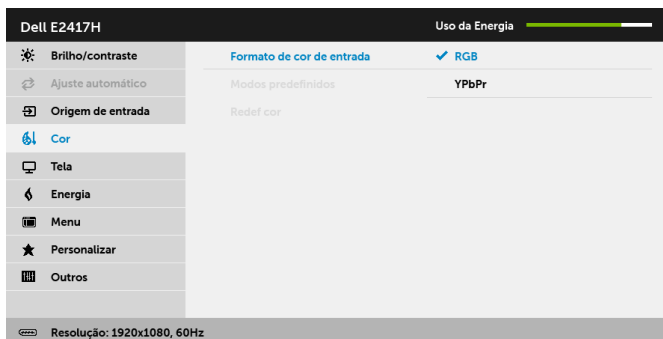 Dell E2417H Uso da Energia
Brilho/contraste Formato de cor de entrada RGB
Ajuste automático Modos predefinidos YPbPr
Origem de entrada Redef cor
Cor
Tela
Energia
Menu
Personalizar
Outros
Resolução: 1920x1080, 60Hz